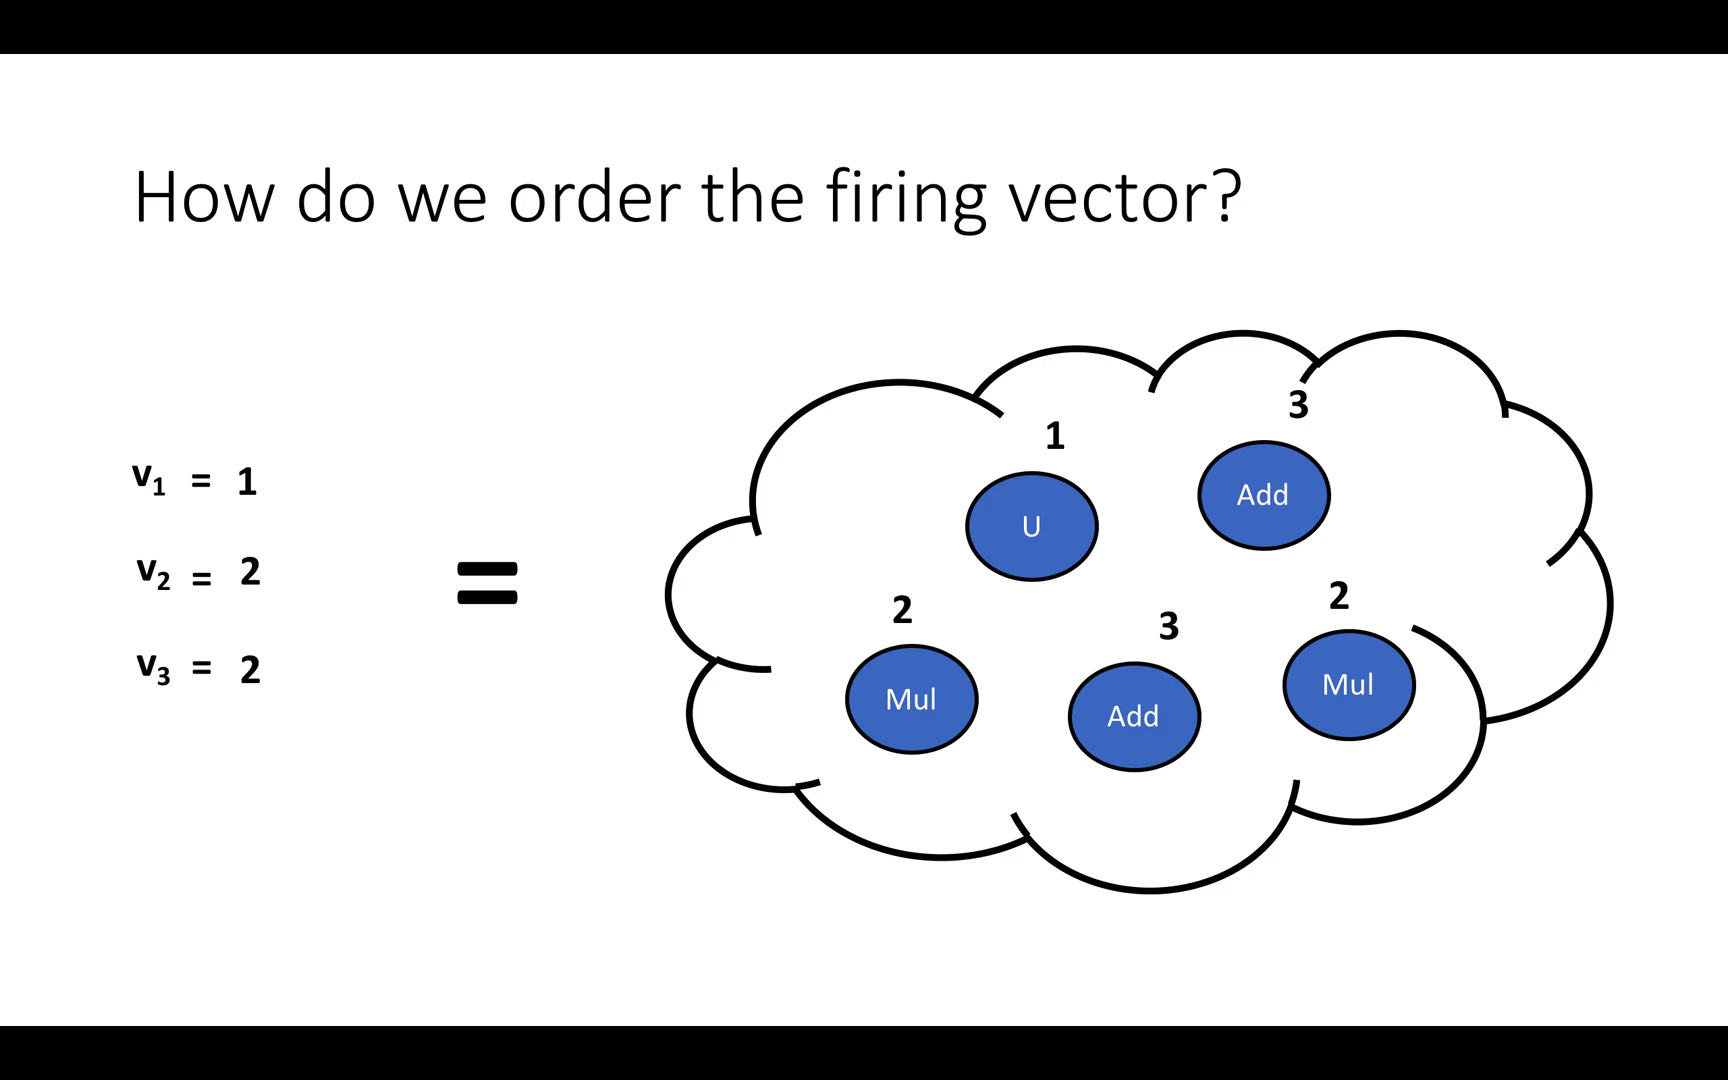 How do we order the firing vector?
v₁ = 1
v₂ = 2
v₃ = 2
=
3
Add
1
U
2
Mul
3
Add
2
Mul